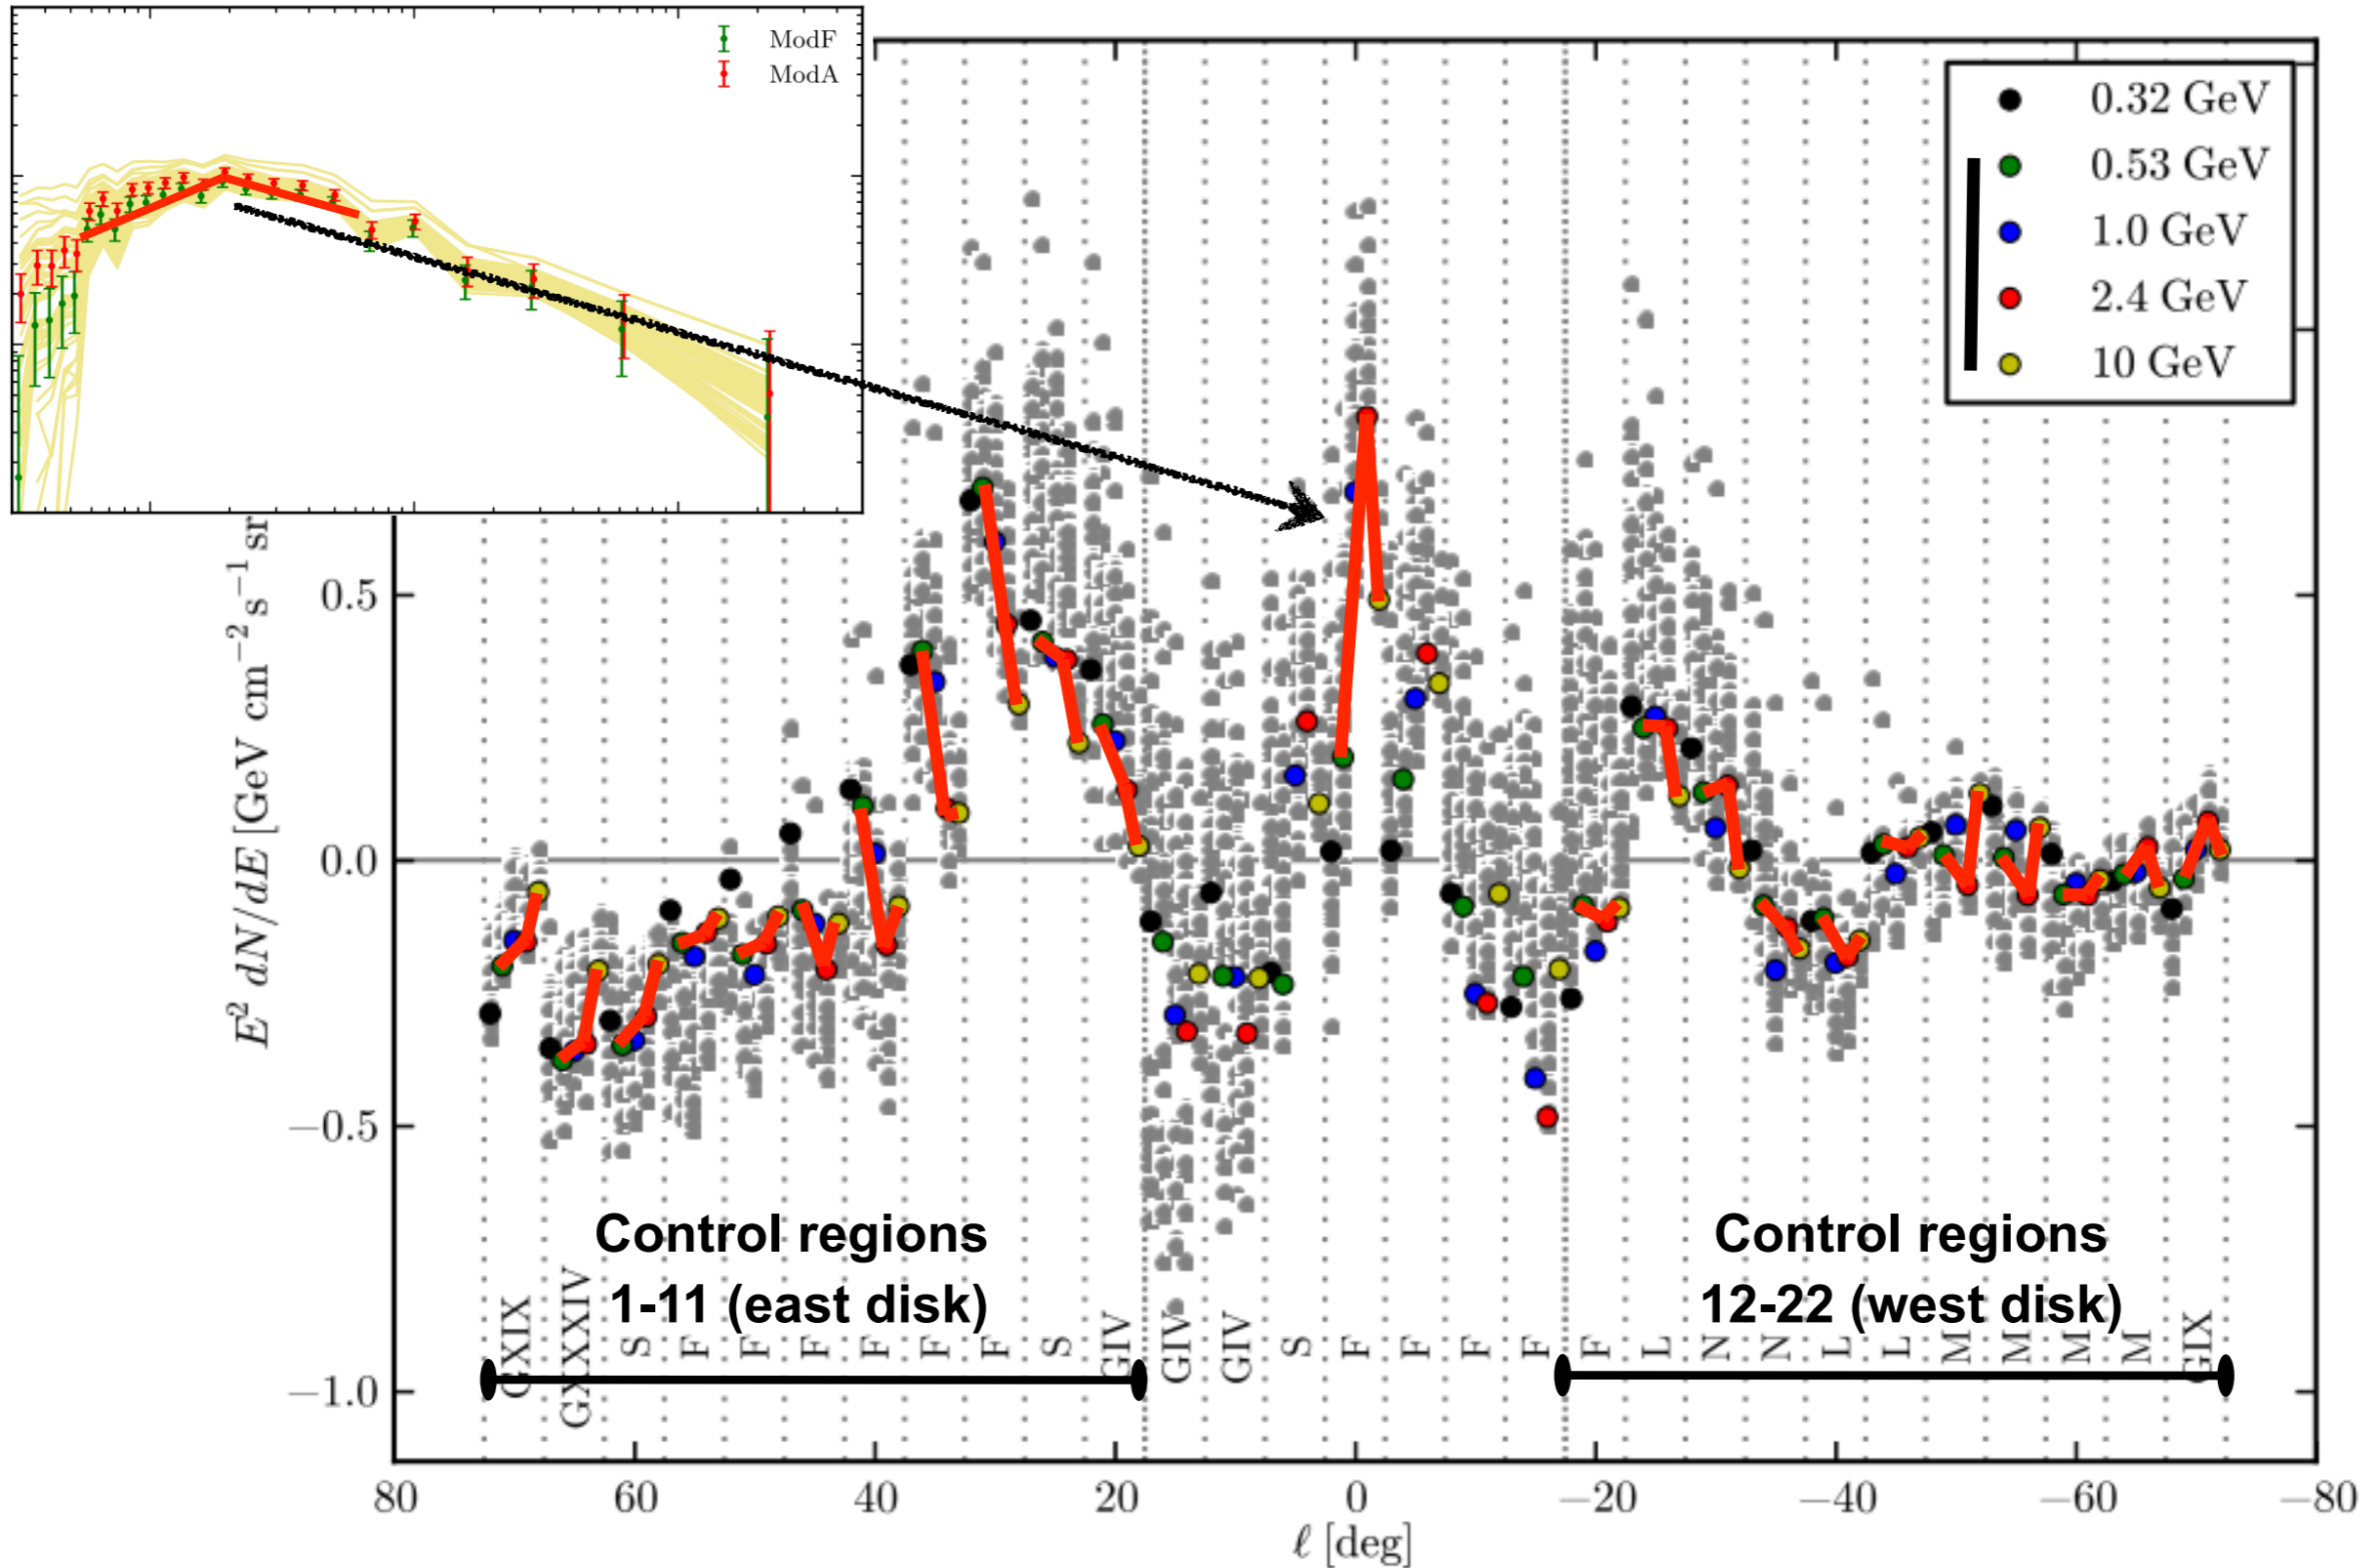 ModF
ModA
0.32 GeV
0.53 GeV
1.0 GeV
2.4 GeV
10 GeV
E² dN/dE [GeV cm⁻² s⁻¹ sr
0.5
0.0
−0.5
−1.0
Control regions
1-11 (east disk)
Control regions
12-22 (west disk)
GXIX GXXXIV S F F F F F F S GIV GIV GIV S F F F F F L N N L L M M M M GIX
80 60 40 20 0 −20 −40 −60 −80
ℓ [deg]